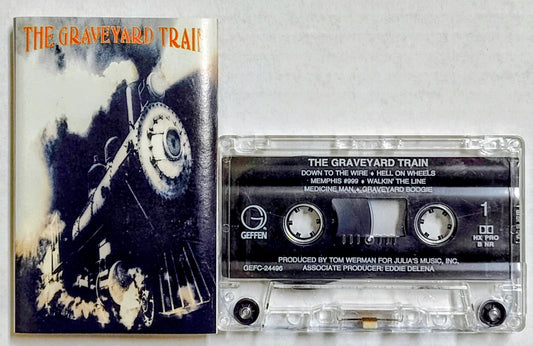 THE GRAVEYARD TRAIN
THE GRAVEYARD TRAIN
DOWN TO THE WIRE ♦ HELL ON WHEELS
MEMPHIS #999 ♦ WALKIN' THE LINE
MEDICINE MAN ♦ GRAVEYARD BOOGIE
G
GEFFEN
1
DD
HX PRO
B NR
PRODUCED BY TOM WERMAN FOR JULIA'S MUSIC, INC.
GEFC-24496 ASSOCIATE PRODUCER: EDDIE DELENA